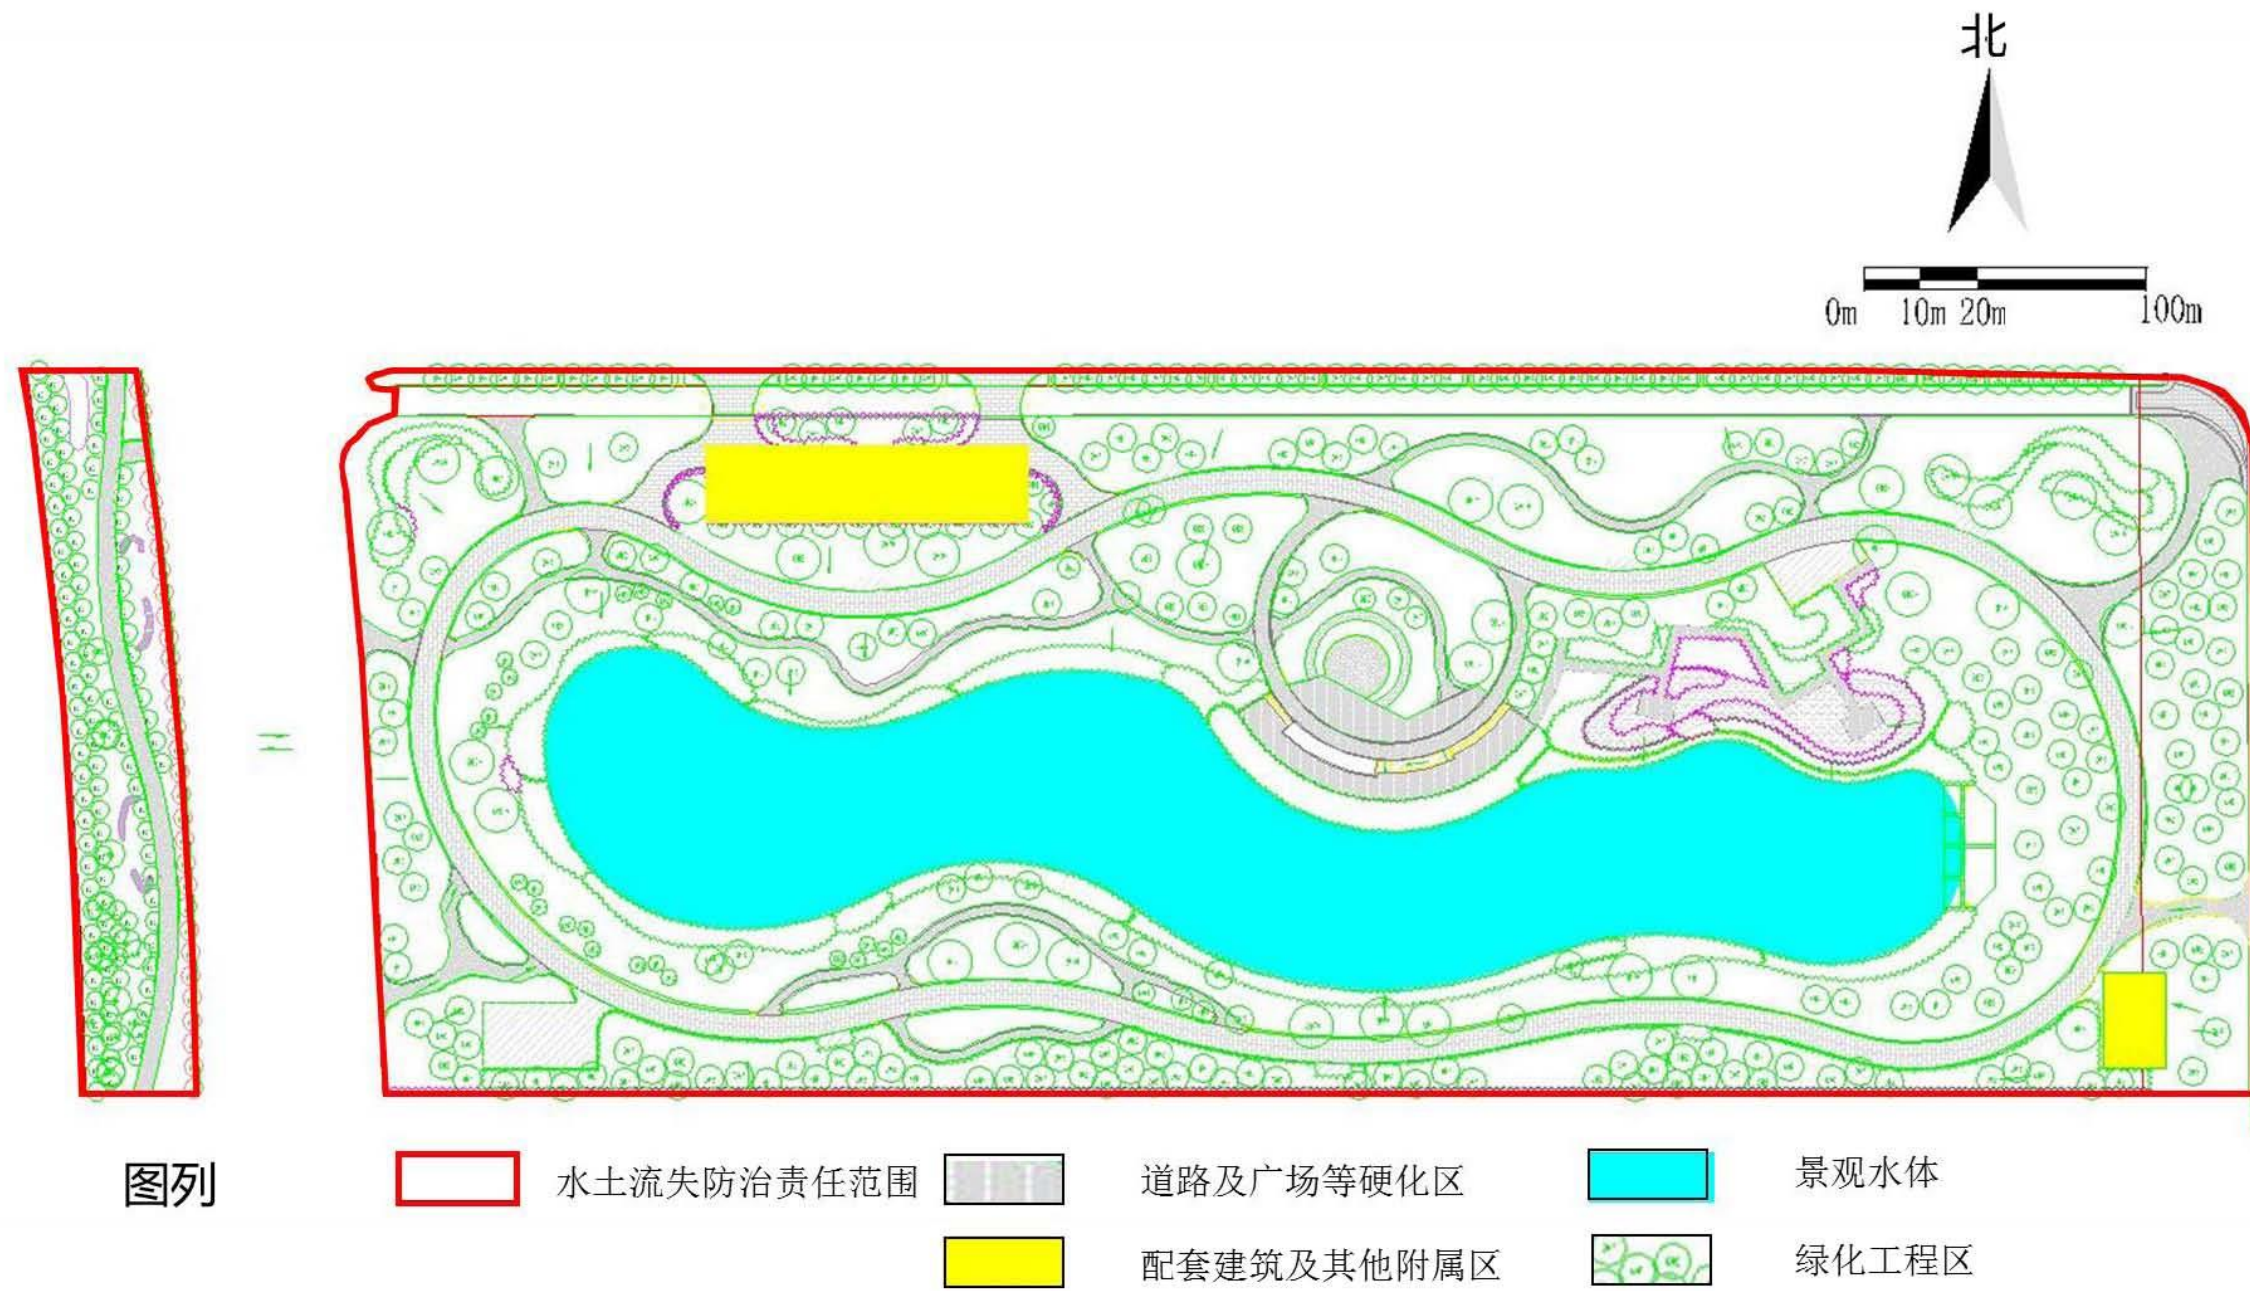 北
0m 10m 20m 100m
图列
水土流失防治责任范围
道路及广场等硬化区
景观水体
配套建筑及其他附属区
绿化工程区